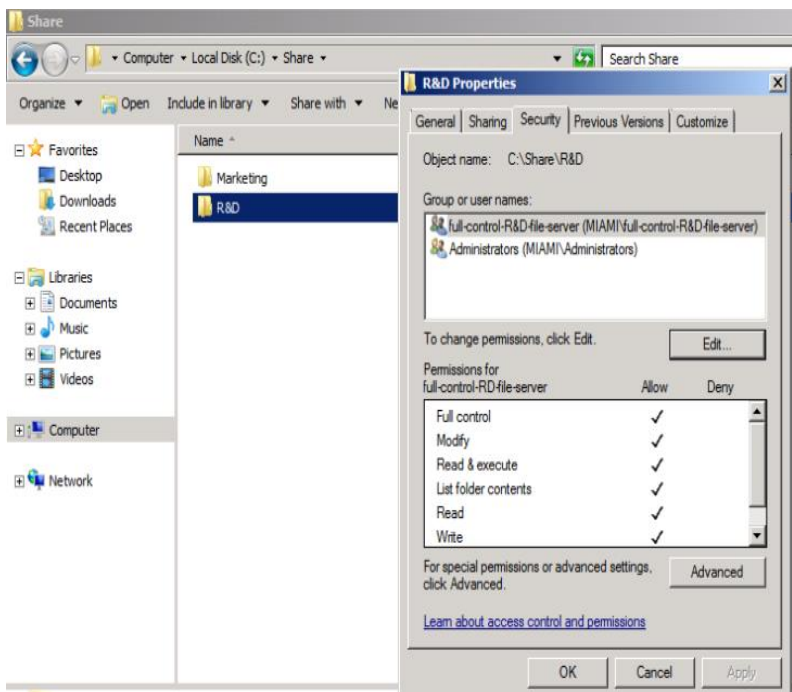 Share
Computer Local Disk (C:) Share Search Share
Organize Open Include in library Share with Ne
Favorites
Desktop
Downloads
Recent Places
Libraries
Documents
Music
Pictures
Videos
Computer
Network
Name
Marketing
R&D
R&D Properties
General Sharing Security Previous Versions Customize
Object name: C:\Share\R&D
Group or user names:
full-control-R&D-file-server (MIAMI\full-control-R&D-file-server)
Administrators (MIAMI\Administrators)
To change permissions, click Edit. Edit...
Permissions for
full-control-RD-file-server Allow Deny
Full control
Modify
Read & execute
List folder contents
Read
Write
For special permissions or advanced settings, Advanced
click Advanced.
Learn about access control and permissions
OK Cancel Apply